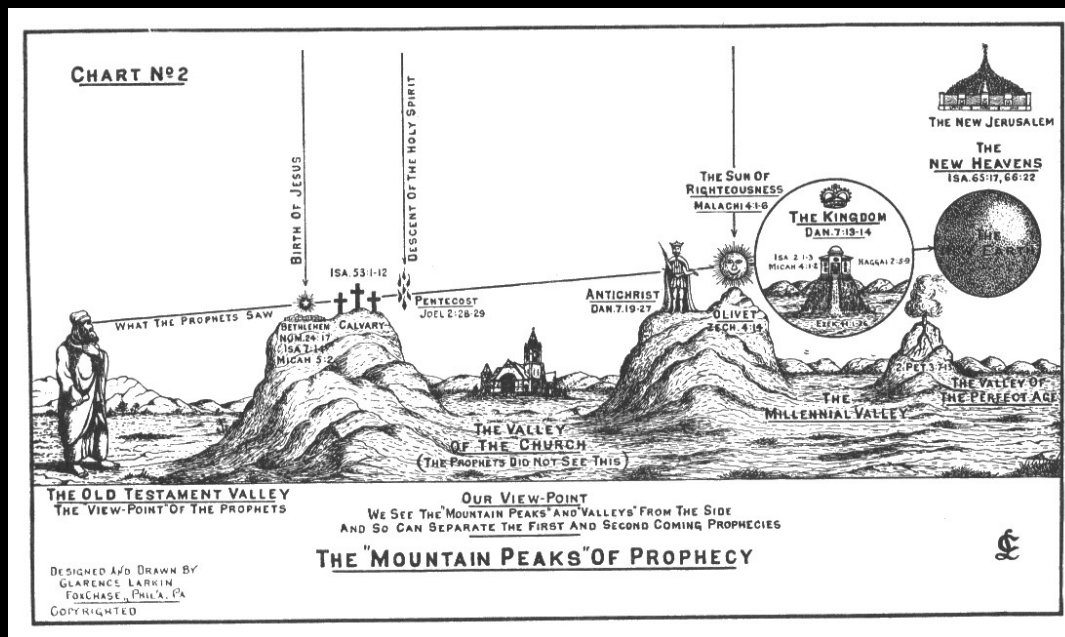 CHART Nº2
BIRTH OF JESUS
DESCENT OF THE HOLY SPIRIT
THE NEW JERUSALEM
THE
NEW HEAVENS
ISA.65:17, 66:22
THE
EARTH
THE SUN OF
RIGHTEOUSNESS
MALACHI 4:1-6
THE KINGDOM
DAN.7:13-14
ISA 2:1-3
MICAH 4:1-2
HAGGAI 2:5-9
ISA.53:1-12
WHAT THE PROPHETS SAW
BETHLEHEM
NUM.24:17
ISA 7:14
MICAH 5:2
CALVARY
PENTECOST
JOEL 2:28-29
ANTICHRIST
DAN.7.19-27
OLIVET
ZECH.4:14
2.PET.3.7-13
THE VALLEY OF
THE PERFECT AGE
THE
MILLENNIAL VALLEY
THE VALLEY
OF THE CHURCH
(THE PROPHETS DID NOT SEE THIS)
THE OLD TESTAMENT VALLEY
THE "VIEW-POINT" OF THE PROPHETS
OUR VIEW-POINT
WE SEE THE "MOUNTAIN PEAKS" AND "VALLEYS" FROM THE SIDE
AND SO CAN SEPARATE THE FIRST AND SECOND COMING PROPHECIES
THE "MOUNTAIN PEAKS" OF PROPHECY
DESIGNED AND DRAWN BY
CLARENCE LARKIN
FOXCHASE, PHIL'A. PA
COPYRIGHTED